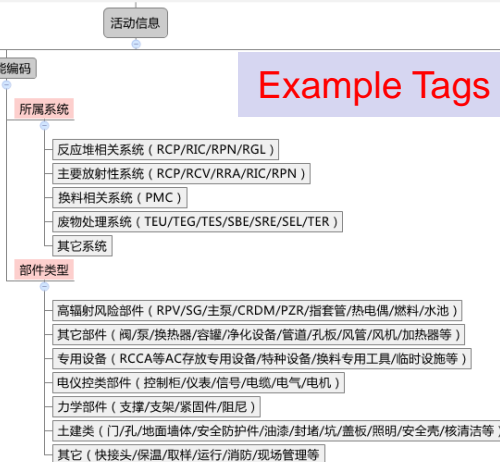 活动信息
能编码
Example Tags
所属系统
反应堆相关系统（RCP/RIC/RPN/RGL）
主要放射性系统（RCP/RCV/RRA/RIC/RPN）
换料相关系统（PMC）
废物处理系统（TEU/TEG/TES/SBE/SRE/SEL/TER）
其它系统
部件类型
高辐射风险部件（RPV/SG/主泵/CRDM/PZR/指套管/热电偶/燃料/水池）
其它部件（阀/泵/换热器/容罐/净化设备/管道/孔板/风管/风机/加热器等）
专用设备（RCCA等AC存放专用设备/特种设备/换料专用工具/临时设施等）
电仪控类部件（控制柜/仪表/信号/电缆/电气/电机）
力学部件（支撑/支架/紧固件/阻尼）
土建类（门/孔/地面墙体/安全防护件/油漆/封堵/坑/盖板/照明/安全壳/核清洁等）
其它（快接头/保温/取样/运行/消防/现场管理等